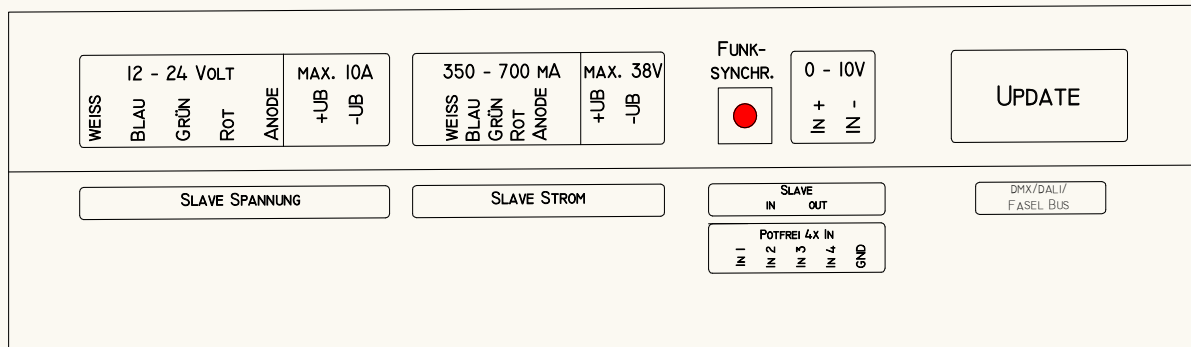 12 - 24 VOLT
MAX. 10A
WEISS
BLAU
GRÜN
ROT
ANODE
+UB
-UB
350 - 700 MA
MAX. 38V
WEISS
BLAU
GRÜN
ROT
ANODE
+UB
-UB
FUNK-
SYNCHR.
0 - 10V
IN +
IN -
UPDATE
SLAVE SPANNUNG
SLAVE STROM
SLAVE
IN OUT
POTFREI 4X IN
IN 1
IN 2
IN 3
IN 4
GND
DMX/DALI/
FASEL BUS